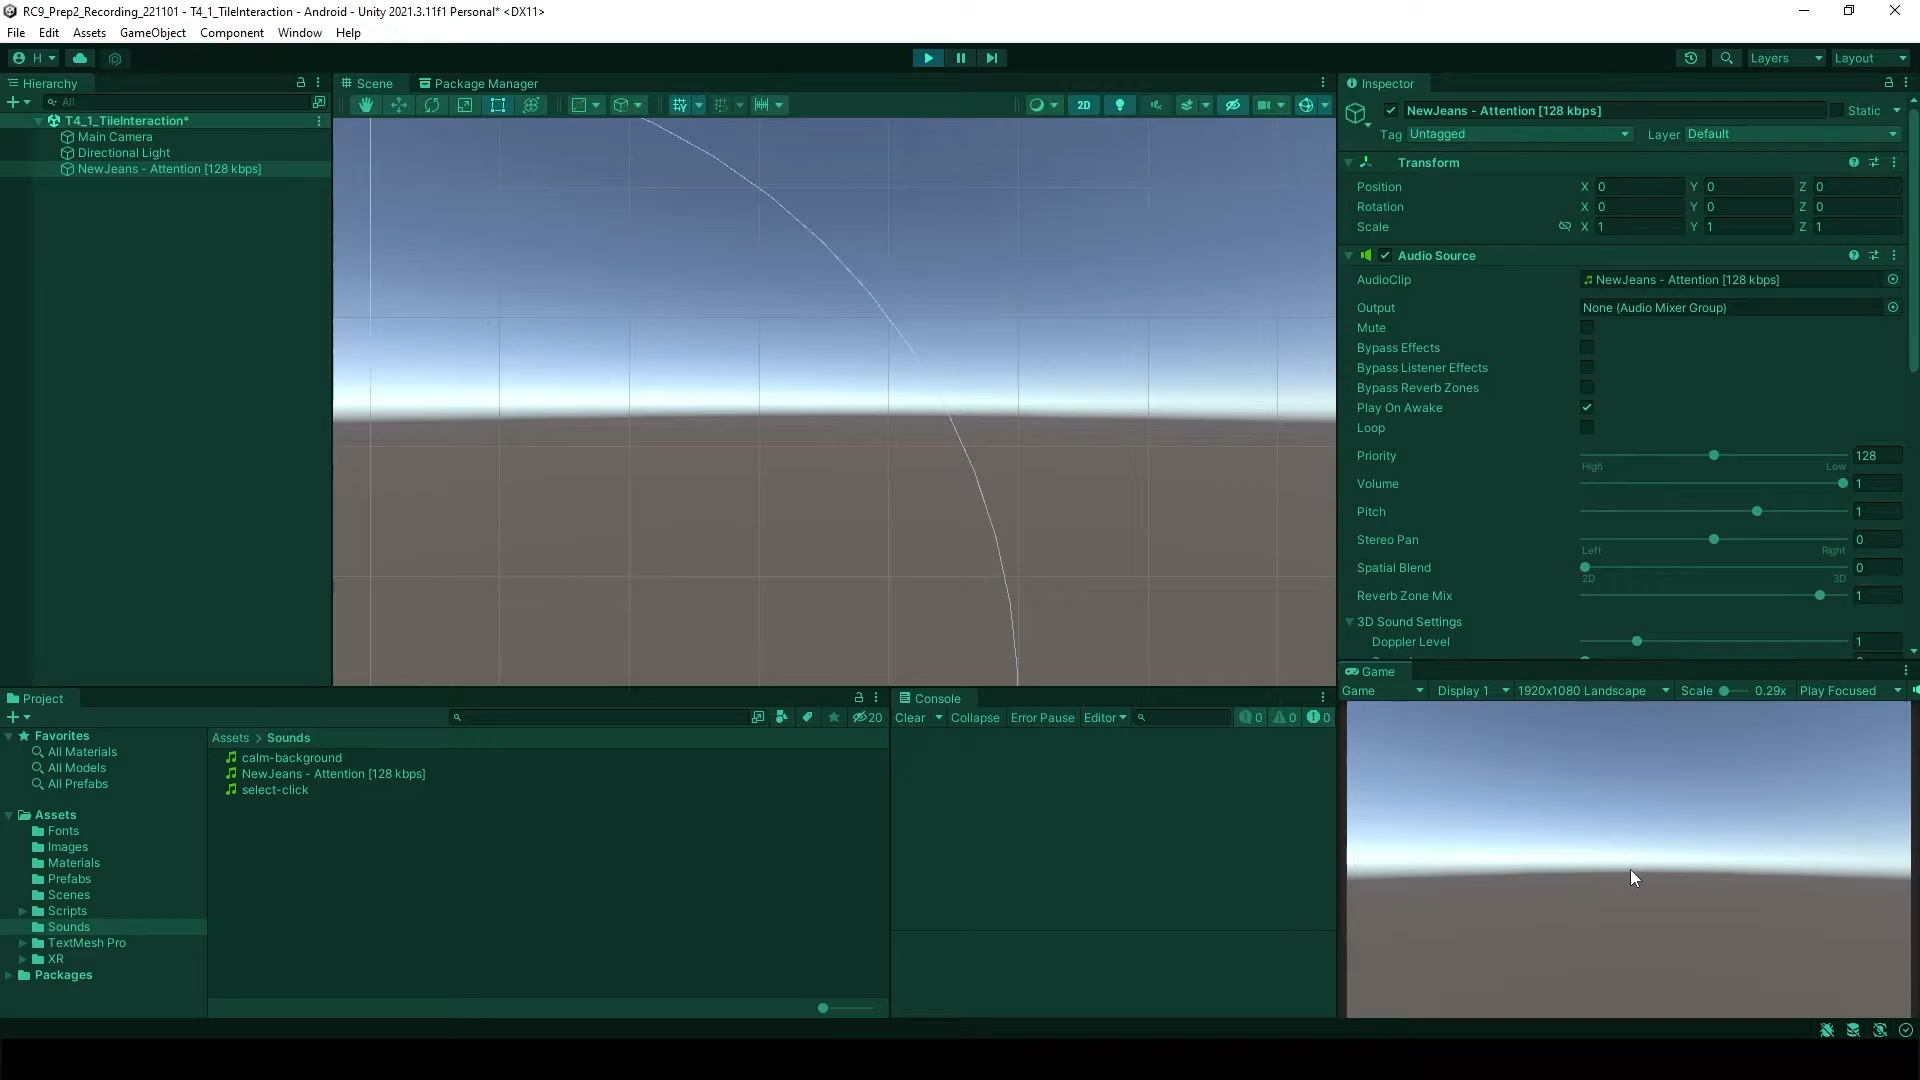 RC9_Prep2_Recording_221101 - T4_1_TileInteraction - Android - Unity 2021.3.11f1 Personal* <DX11>
File Edit Assets GameObject Component Window Help
H Layers Layout
Hierarchy
All
T4_1_TileInteraction*
Main Camera
Directional Light
NewJeans - Attention [128 kbps]
Scene Package Manager
2D
Inspector
NewJeans - Attention [128 kbps] Static
Tag Untagged Layer Default
Transform
Position X 0 Y 0 Z 0
Rotation X 0 Y 0 Z 0
Scale X 1 Y 1 Z 1
Audio Source
AudioClip NewJeans - Attention [128 kbps]
Output None (Audio Mixer Group)
Mute
Bypass Effects
Bypass Listener Effects
Bypass Reverb Zones
Play On Awake
Loop
Priority 128
High Low
Volume 1
Pitch 1
Stereo Pan 0
Left Right
Spatial Blend 0
2D 3D
Reverb Zone Mix 1
3D Sound Settings
Doppler Level 1
Project
20
Favorites
All Materials
All Models
All Prefabs
Assets
Fonts
Images
Materials
Prefabs
Scenes
Scripts
Sounds
TextMesh Pro
XR
Packages
Assets > Sounds
calm-background
NewJeans - Attention [128 kbps]
select-click
Console
Clear Collapse Error Pause Editor 0 0 0
Game
Game Display 1 1920x1080 Landscape Scale 0.29x Play Focused